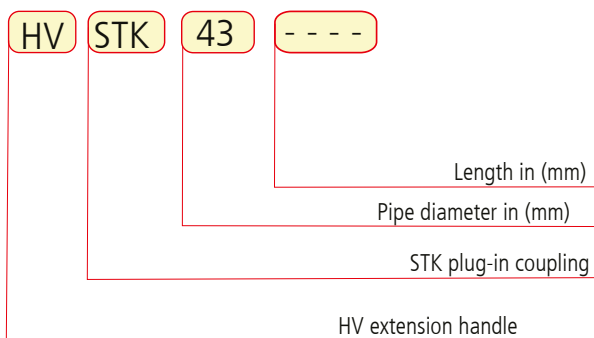 HV STK 43 - - - -
Length in (mm)
Pipe diameter in (mm)
STK plug-in coupling
HV extension handle